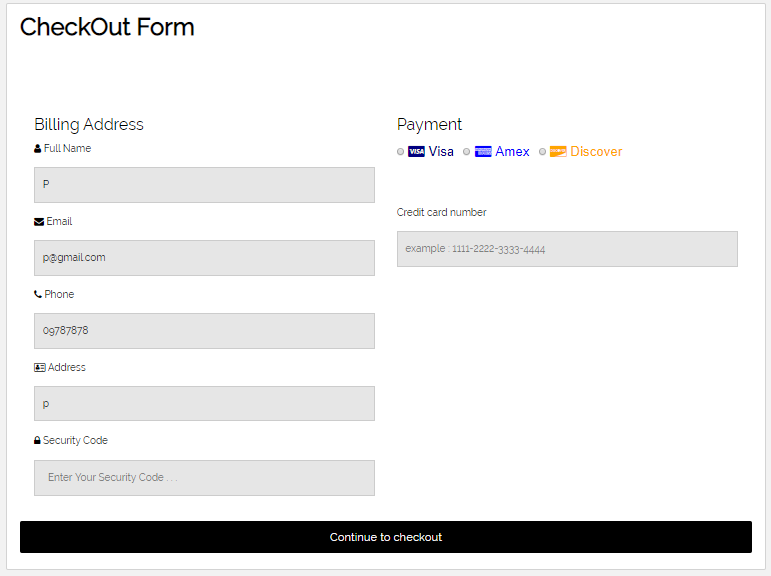 CheckOut Form
Billing Address
Full Name
P
Email
p@gmail.com
Phone
09787878
Address
p
Security Code
Enter Your Security Code . . .
Payment
VISA Visa Amex Discover
Credit card number
example : 1111-2222-3333-4444
Continue to checkout